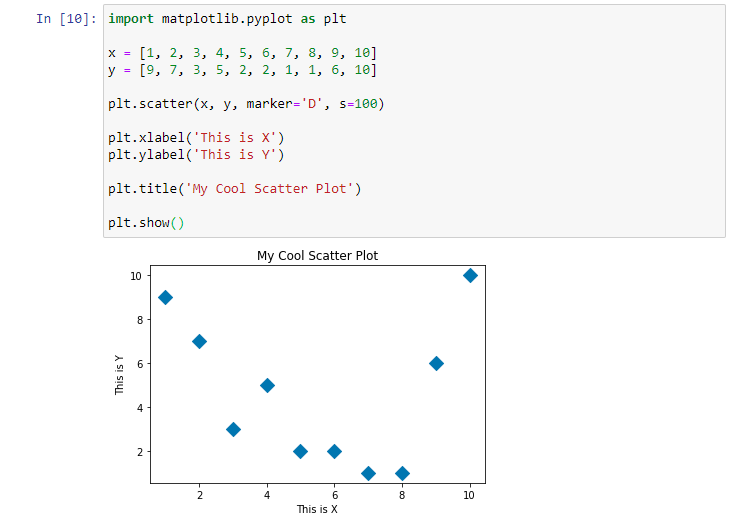 In [10]: import matplotlib.pyplot as plt
x = [1, 2, 3, 4, 5, 6, 7, 8, 9, 10]
y = [9, 7, 3, 5, 2, 2, 1, 1, 6, 10]
plt.scatter(x, y, marker='D', s=100)
plt.xlabel('This is X')
plt.ylabel('This is Y')
plt.title('My Cool Scatter Plot')
plt.show()
My Cool Scatter Plot
10
8
6
4
2
This is Y
2 4 6 8 10
This is X